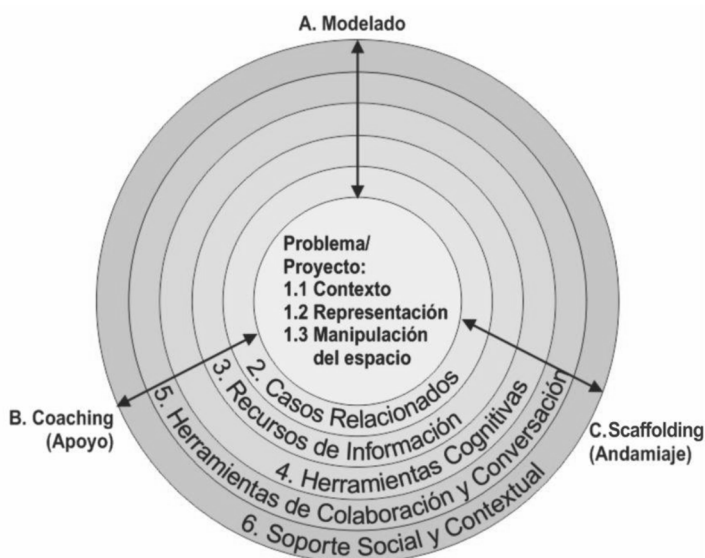 A. Modelado
Problema/
Proyecto:
1.1 Contexto
1.2 Representación
1.3 Manipulación
del espacio
2. Casos Relacionados
3. Recursos de Información
4. Herramientas Cognitivas
5. Herramientas de Colaboración y Conversación
6. Soporte Social y Contextual
B. Coaching
(Apoyo)
C.Scaffolding
(Andamiaje)